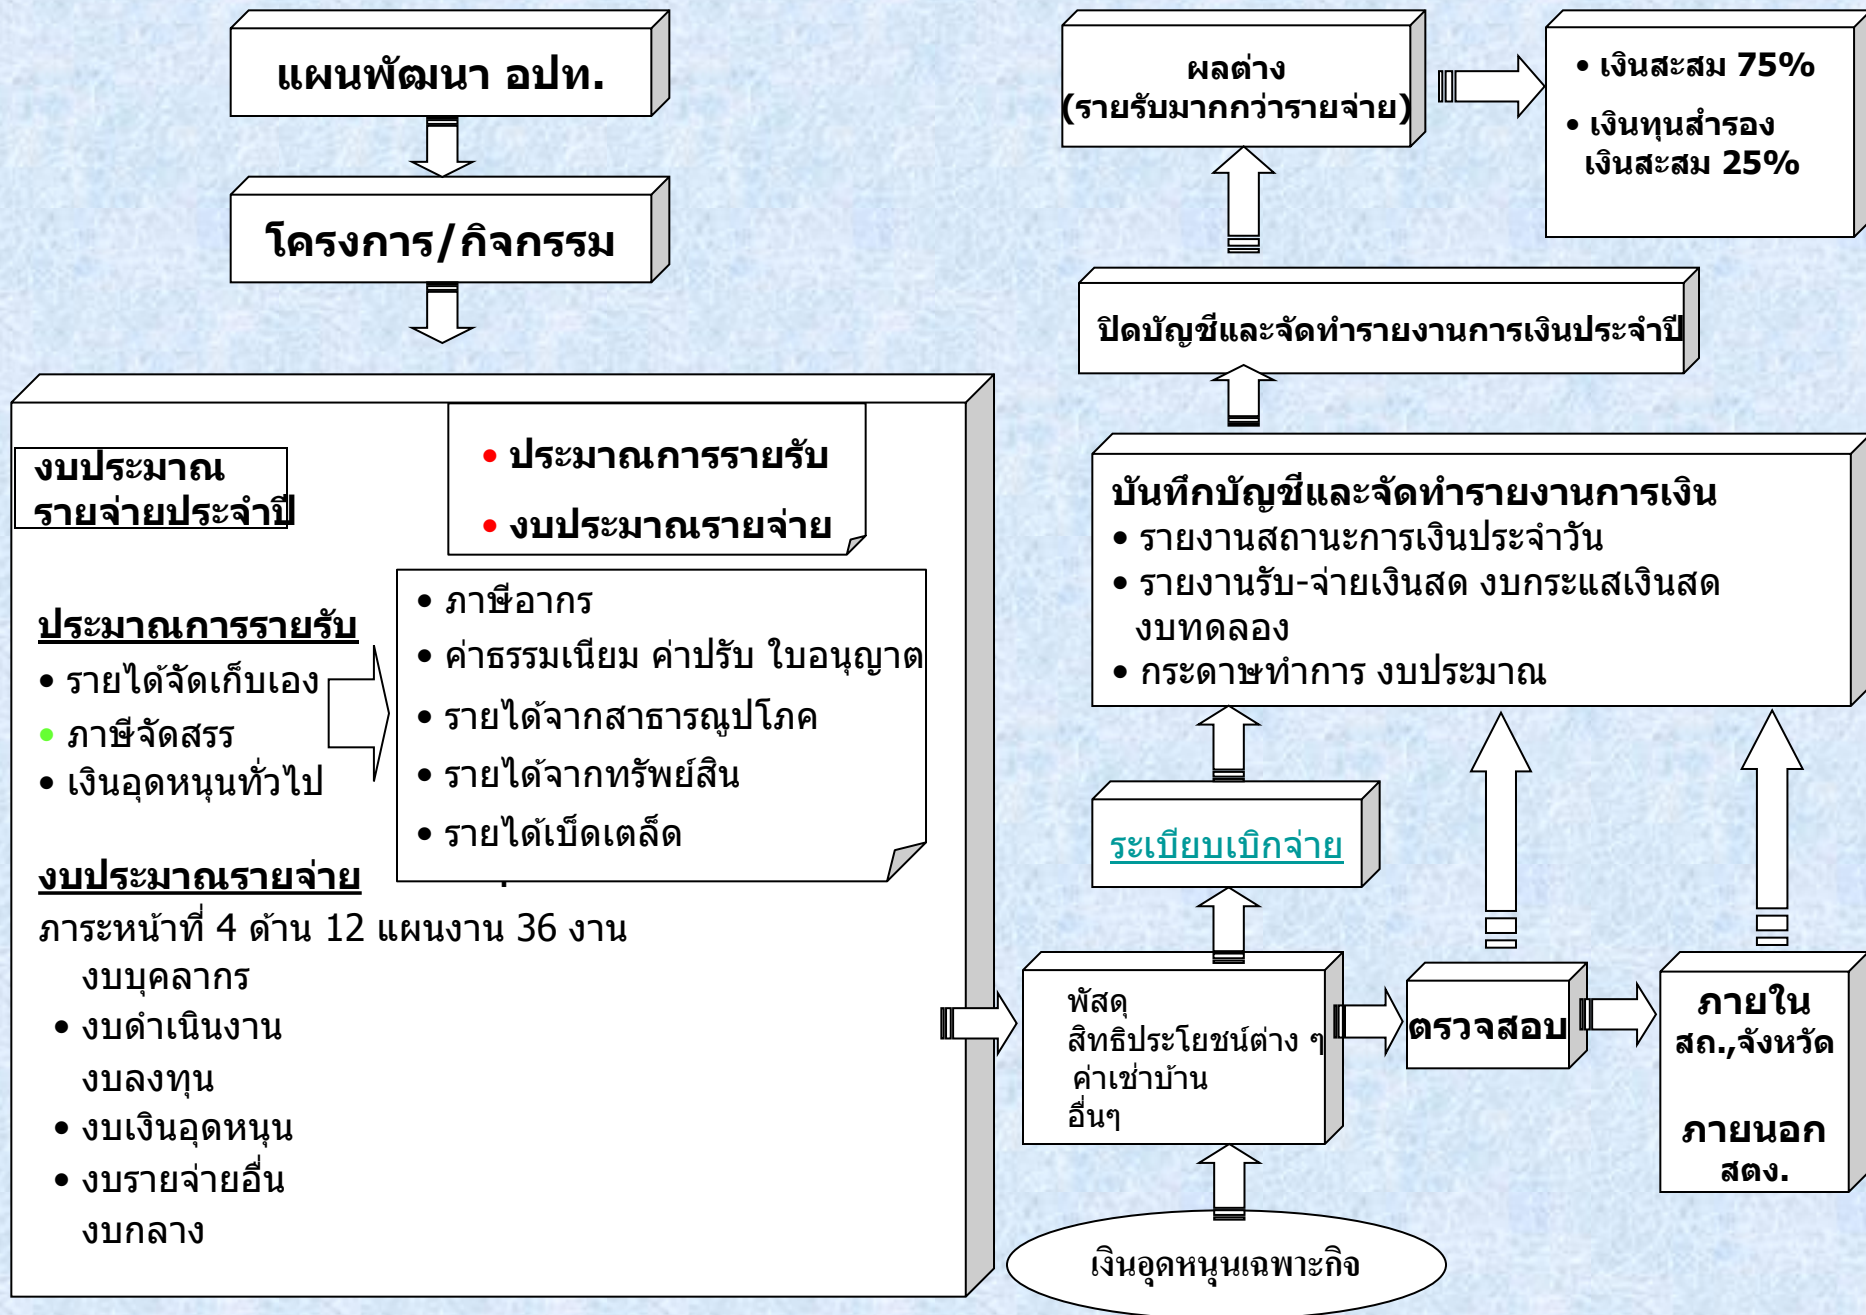 แผนพัฒนา อปท.
โครงการ/กิจกรรม
งบประมาณ
รายจ่ายประจำปี
• ประมาณการรายรับ
• งบประมาณรายจ่าย
ประมาณการรายรับ
• รายได้จัดเก็บเอง
• ภาษีจัดสรร
• เงินอุดหนุนทั่วไป
• ภาษีอากร
• ค่าธรรมเนียม ค่าปรับ ใบอนุญาต
• รายได้จากสาธารณูปโภค
• รายได้จากทรัพย์สิน
• รายได้เบ็ดเตล็ด
งบประมาณรายจ่าย
ภาระหน้าที่ 4 ด้าน 12 แผนงาน 36 งาน
งบบุคลากร
• งบดำเนินงาน
งบลงทุน
• งบเงินอุดหนุน
• งบรายจ่ายอื่น
งบกลาง
ผลต่าง
(รายรับมากกว่ารายจ่าย)
• เงินสะสม 75%
• เงินทุนสำรอง
เงินสะสม 25%
ปิดบัญชีและจัดทำรายงานการเงินประจำปี
บันทึกบัญชีและจัดทำรายงานการเงิน
• รายงานสถานะการเงินประจำวัน
• รายงานรับ-จ่ายเงินสด งบกระแสเงินสด
งบทดลอง
• กระดาษทำการ งบประมาณ
ระเบียบเบิกจ่าย
พัสดุ
สิทธิประโยชน์ต่าง ๆ
ค่าเช่าบ้าน
อื่นๆ
ตรวจสอบ
ภายใน
สถ.,จังหวัด
ภายนอก
สตง.
เงินอุดหนุนเฉพาะกิจ